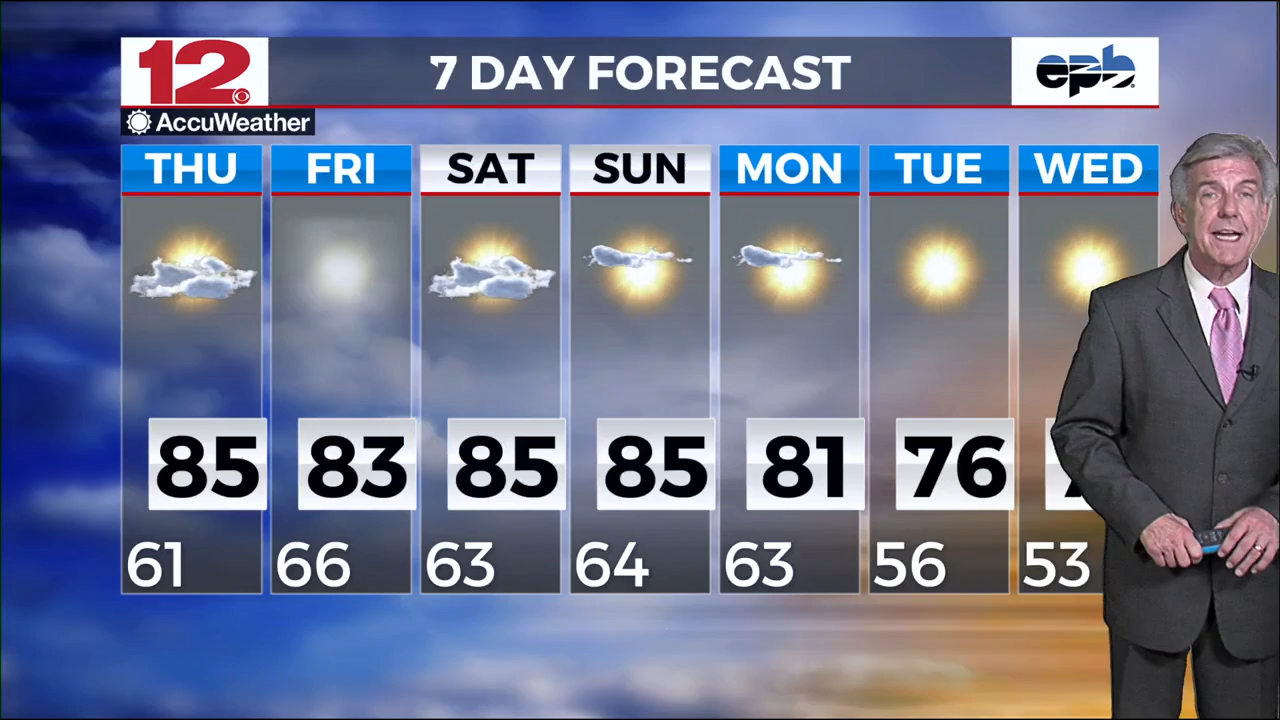 12
7 DAY FORECAST
epb
AccuWeather
THU FRI SAT SUN MON TUE WED
85 83 85 85 81 76
61 66 63 64 63 56 53